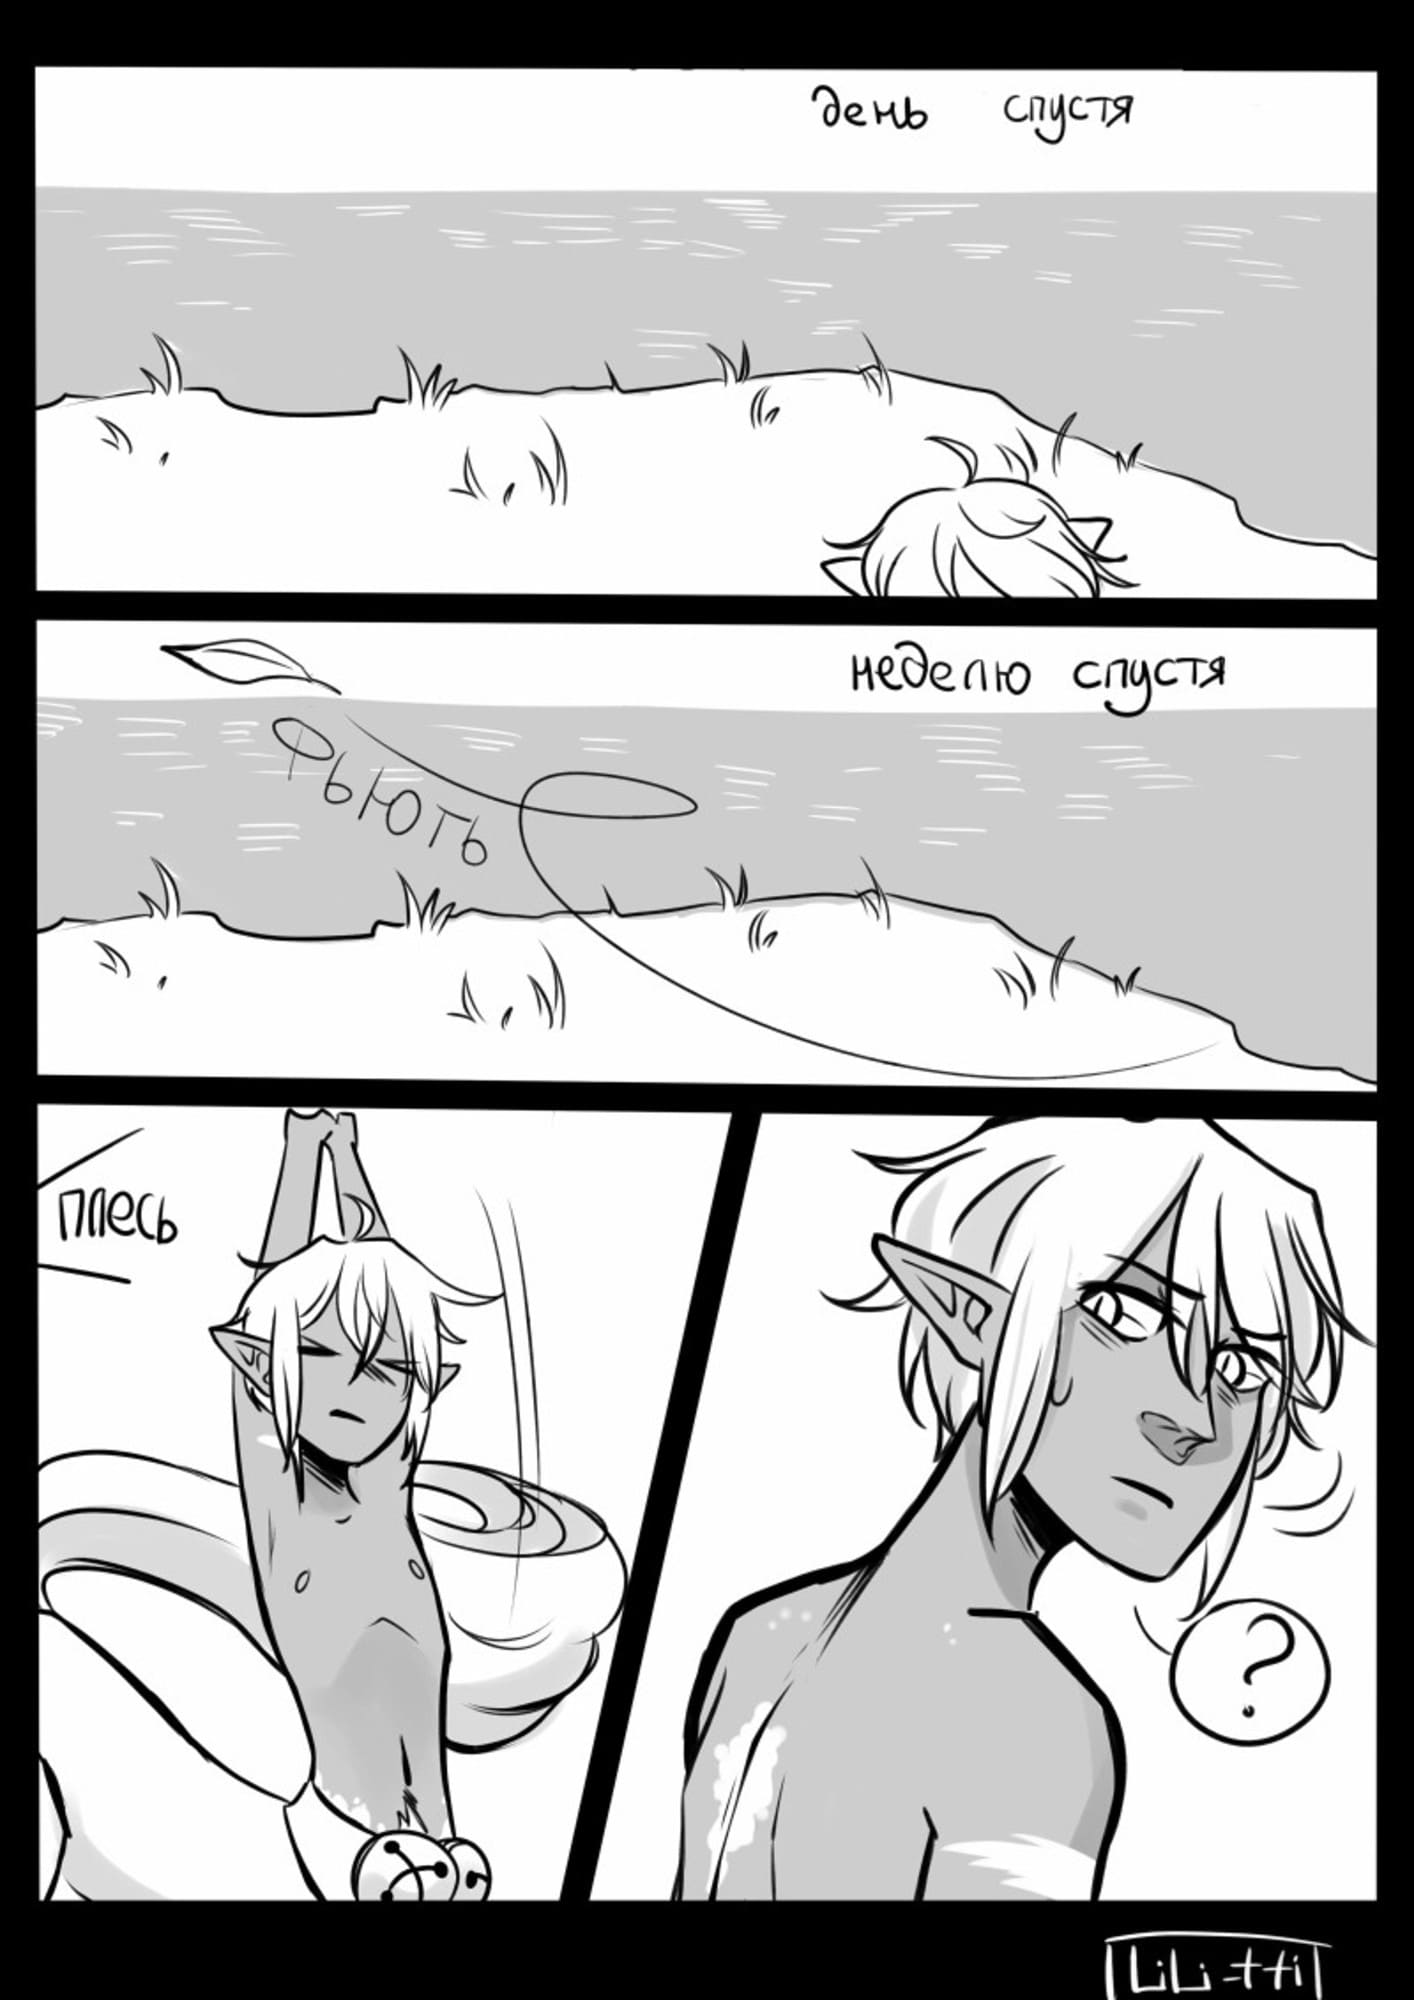 день спустя
неделю спустя
фьють
плесь
?
LiLi-tti